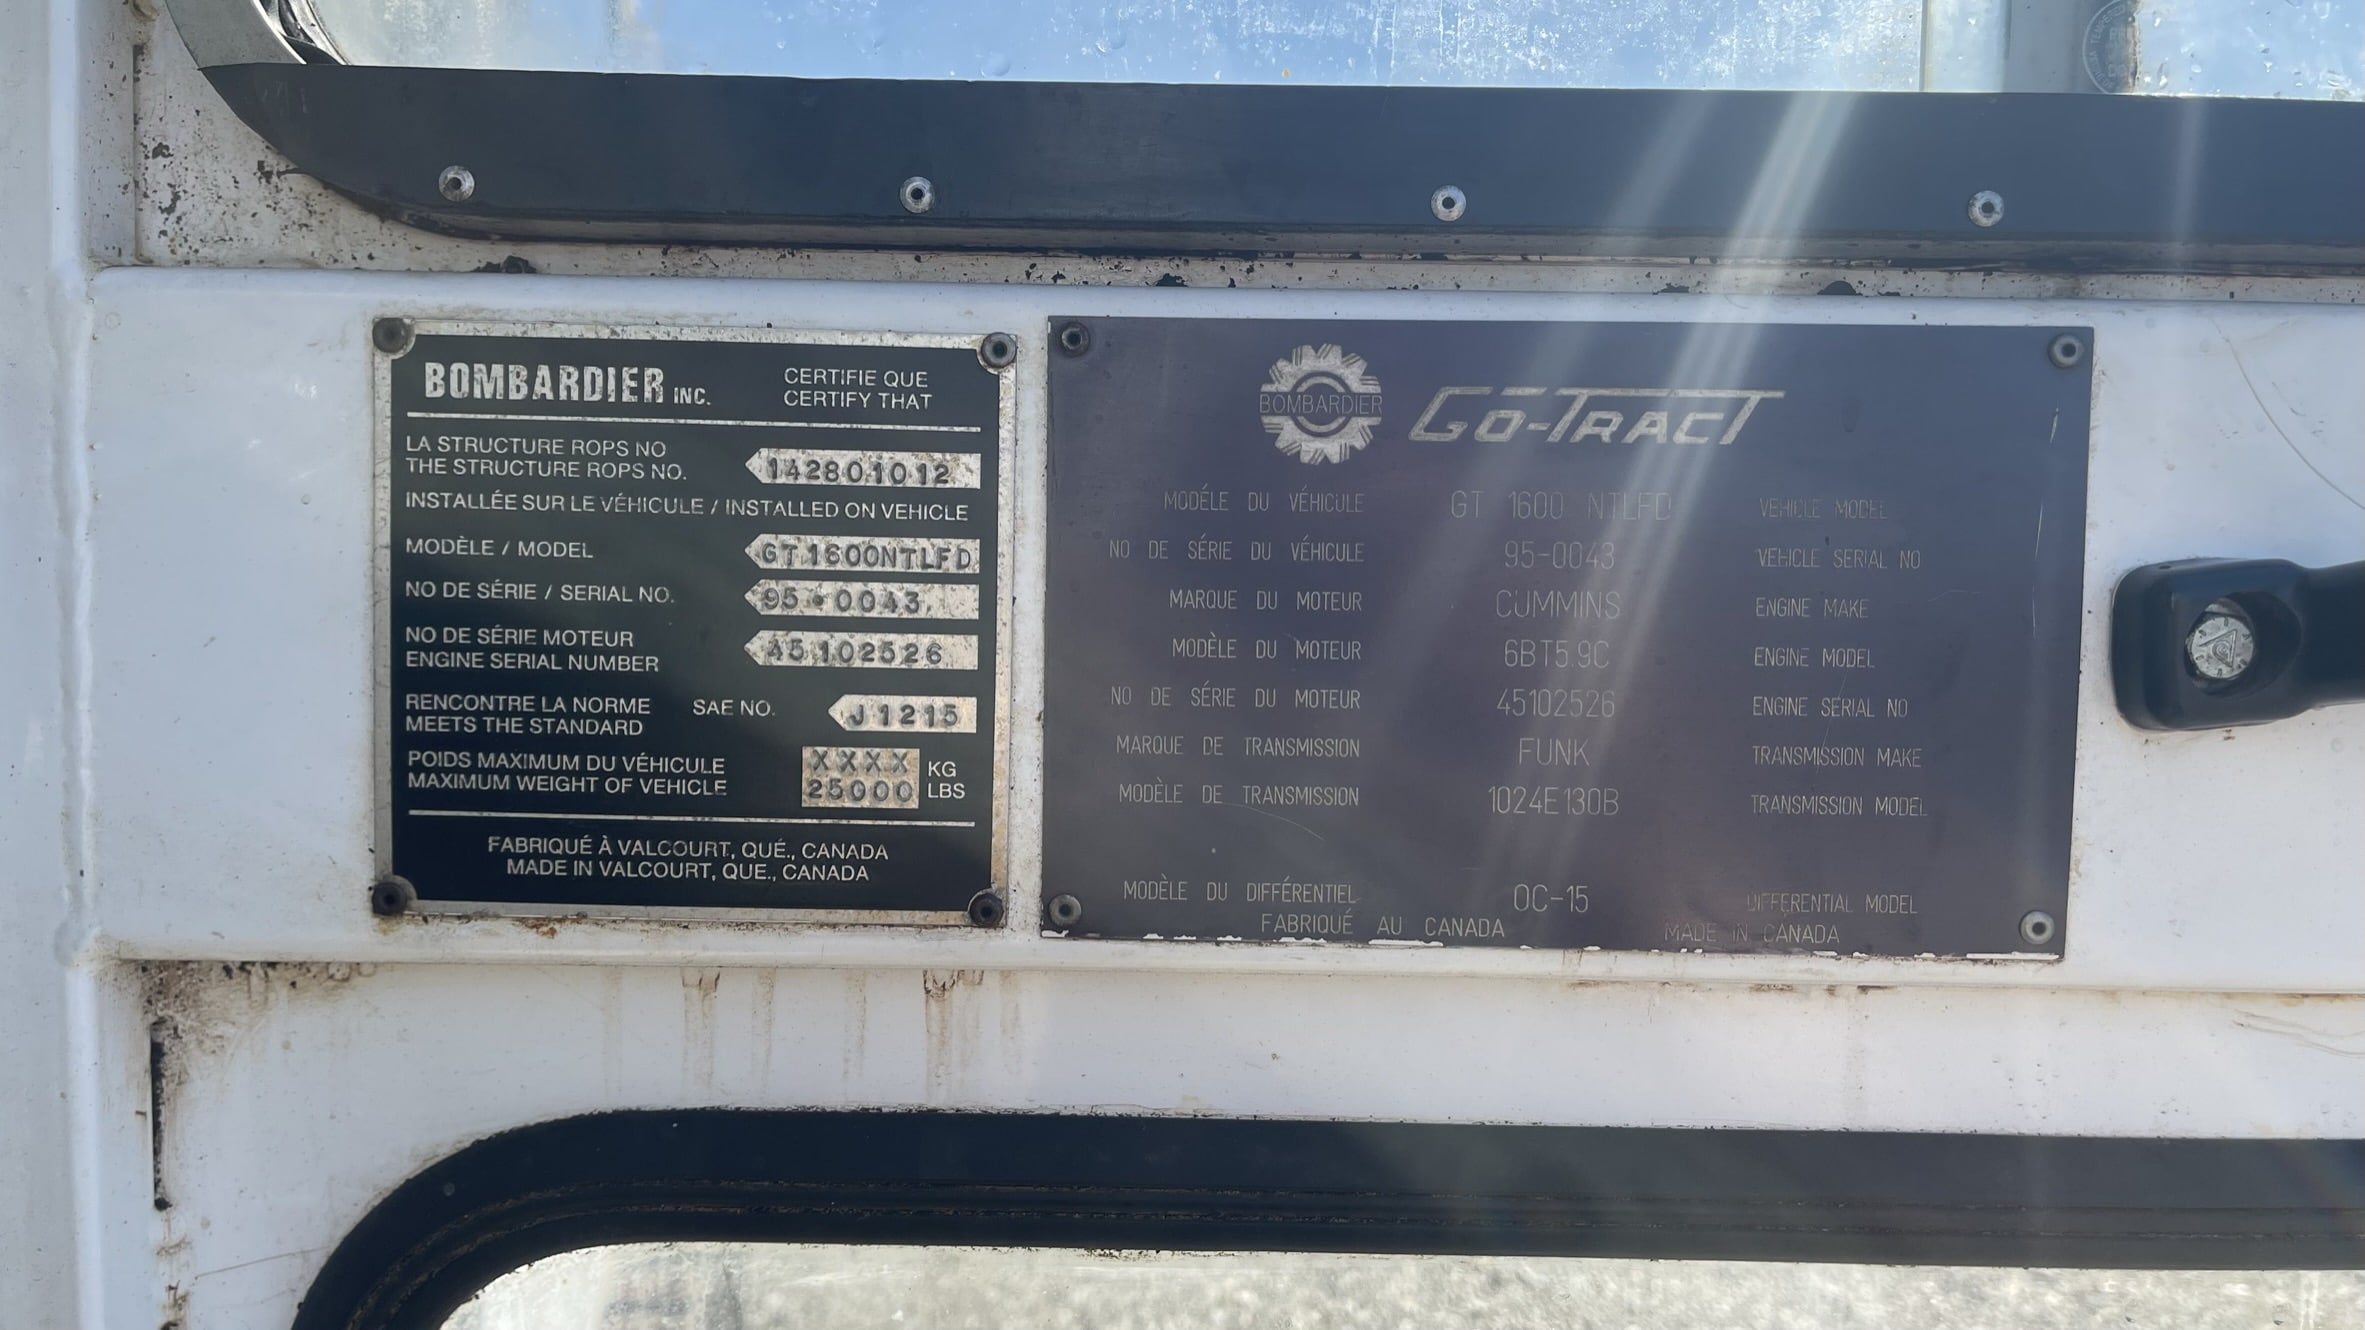 BOMBARDIER INC.
CERTIFIE QUE
CERTIFY THAT
LA STRUCTURE ROPS NO
THE STRUCTURE ROPS NO. 142801012
INSTALLÉE SUR LE VÉHICULE / INSTALLED ON VEHICLE
MODÈLE / MODEL GT1600NTLFD
NO DE SÉRIE / SERIAL NO. 95•0043
NO DE SÉRIE MOTEUR
ENGINE SERIAL NUMBER 45102526
RENCONTRE LA NORME
MEETS THE STANDARD SAE NO. J1215
POIDS MAXIMUM DU VÉHICULE XXXX KG
MAXIMUM WEIGHT OF VEHICLE 25000 LBS
FABRIQUÉ À VALCOURT, QUÉ., CANADA
MADE IN VALCOURT, QUE., CANADA
BOMBARDIER GŌ-TRACT
MODÉLE DU VÉHICULE GT 1600 NTLFD VEHICLE MODEL
NO DE SÉRIE DU VÉHICULE 95-0043 VEHICLE SERIAL NO
MARQUE DU MOTEUR CUMMINS ENGINE MAKE
MODÈLE DU MOTEUR 6BT5.9C ENGINE MODEL
NO DE SÉRIE DU MOTEUR 45102526 ENGINE SERIAL NO
MARQUE DE TRANSMISSION FUNK TRANSMISSION MAKE
MODÈLE DE TRANSMISSION 1024E130B TRANSMISSION MODEL
MODÈLE DU DIFFÉRENTIEL OC-15 DIFFERENTIAL MODEL
FABRIQUÉ AU CANADA MADE IN CANADA